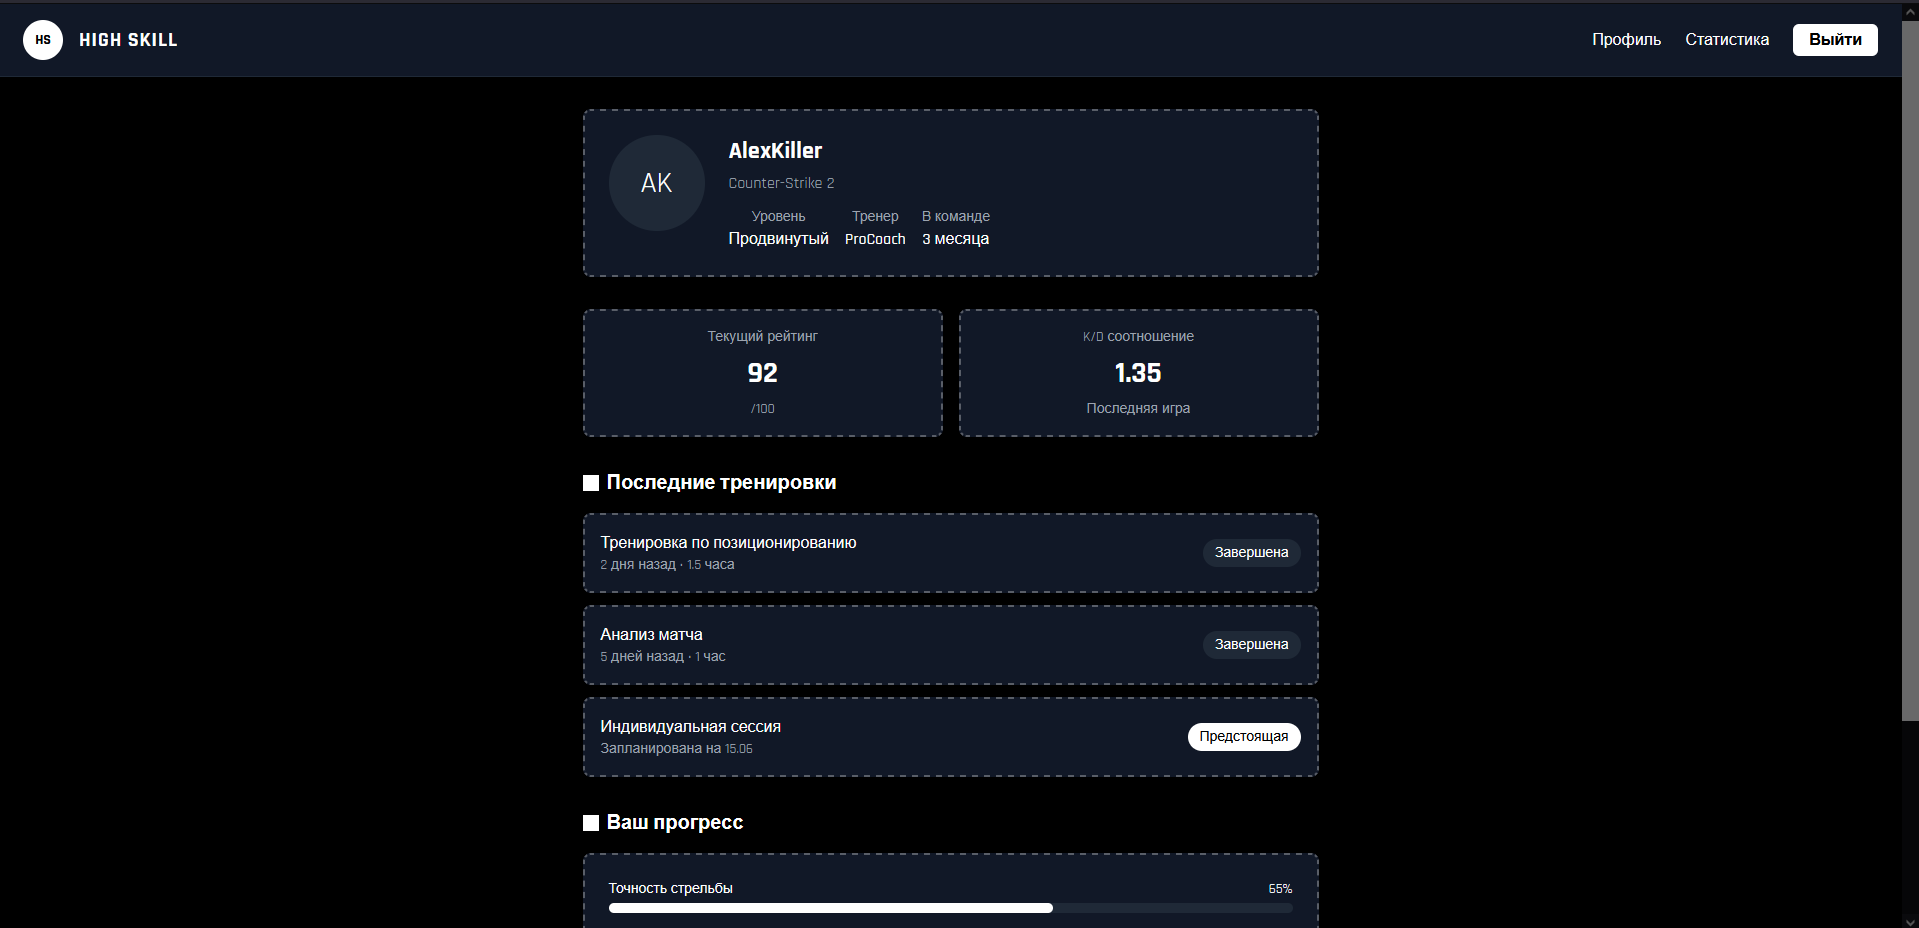 HS HIGH SKILL Профиль Статистика Выйти
AK
AlexKiller
Counter-Strike 2
Уровень Тренер В команде
Продвинутый ProCoach 3 месяца
Текущий рейтинг
92
/100
K/D соотношение
1.35
Последняя игра
Последние тренировки
Тренировка по позиционированию
2 дня назад · 1.5 часа
Завершена
Анализ матча
5 дней назад · 1 час
Завершена
Индивидуальная сессия
Запланирована на 15.06
Предстоящая
Ваш прогресс
Точность стрельбы 65%